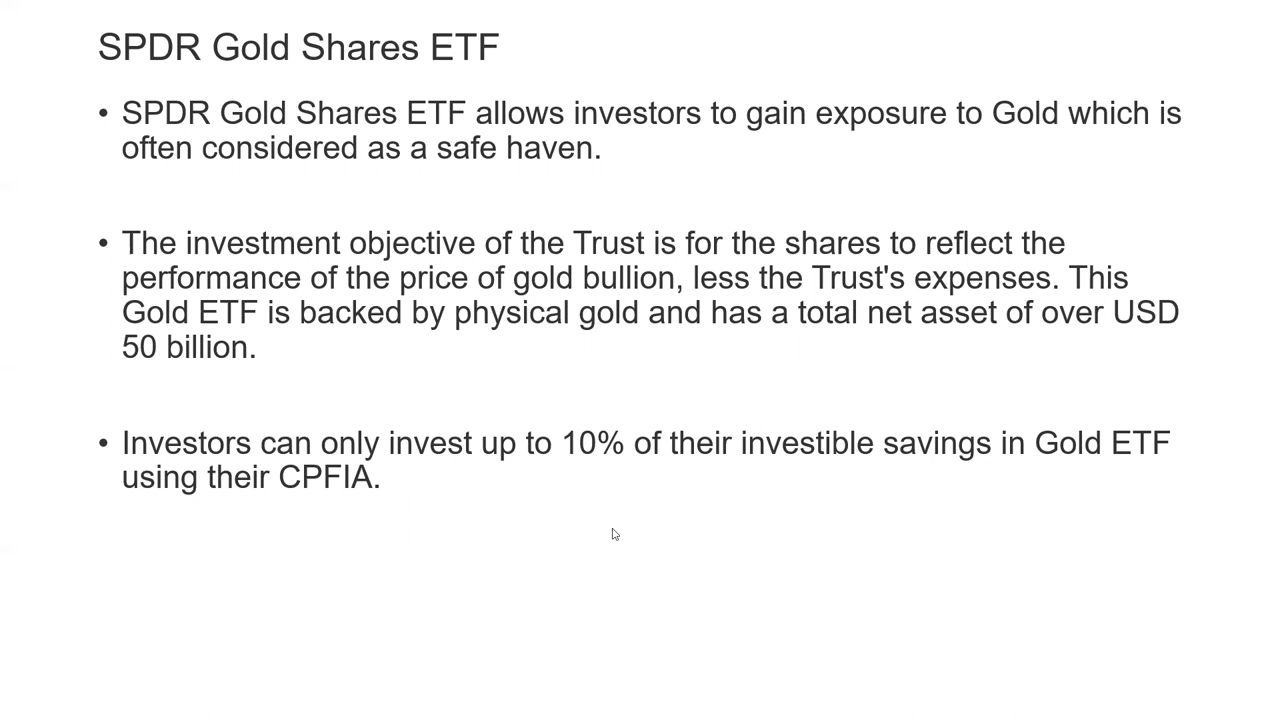 SPDR Gold Shares ETF
• SPDR Gold Shares ETF allows investors to gain exposure to Gold which is
often considered as a safe haven.
• The investment objective of the Trust is for the shares to reflect the
performance of the price of gold bullion, less the Trust's expenses. This
Gold ETF is backed by physical gold and has a total net asset of over USD
50 billion.
• Investors can only invest up to 10% of their investible savings in Gold ETF
using their CPFIA.